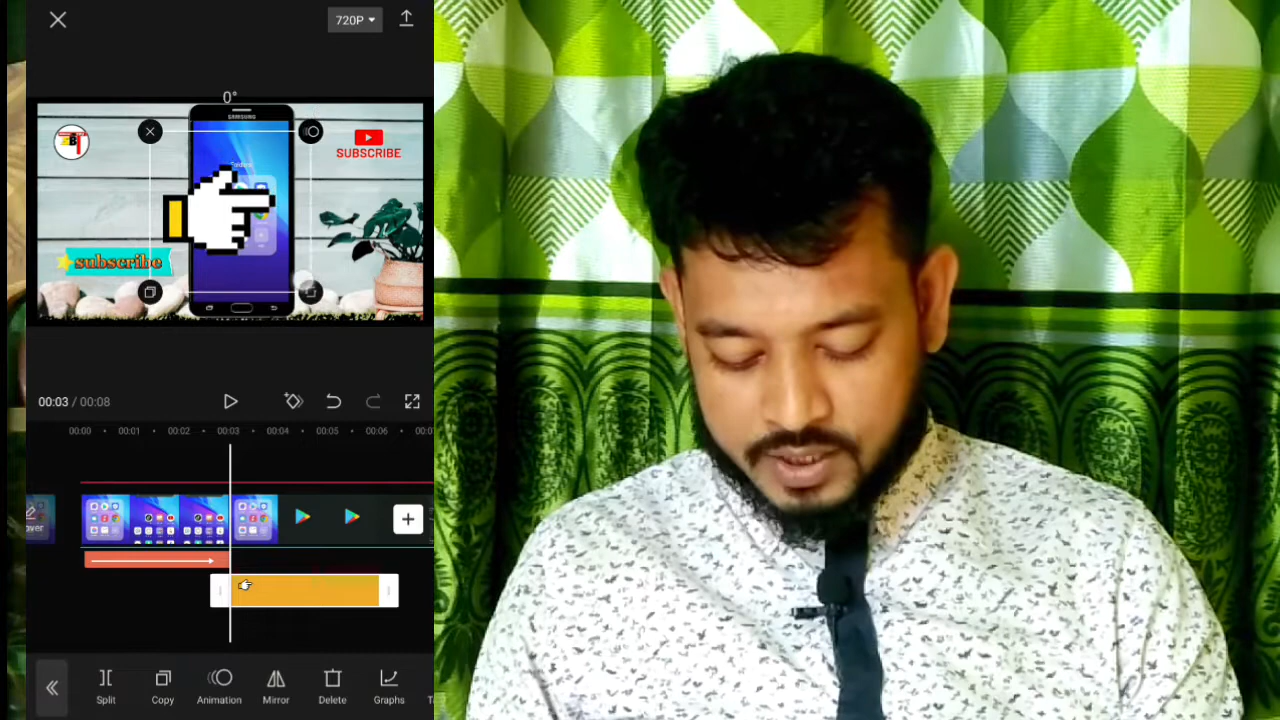 720P
0°
SAMSUNG
SUBSCRIBE
subscribe
00:03 / 00:08
00:00
00:01
00:02
00:03
00:04
00:05
00:06
Split
Copy
Animation
Mirror
Delete
Graphs